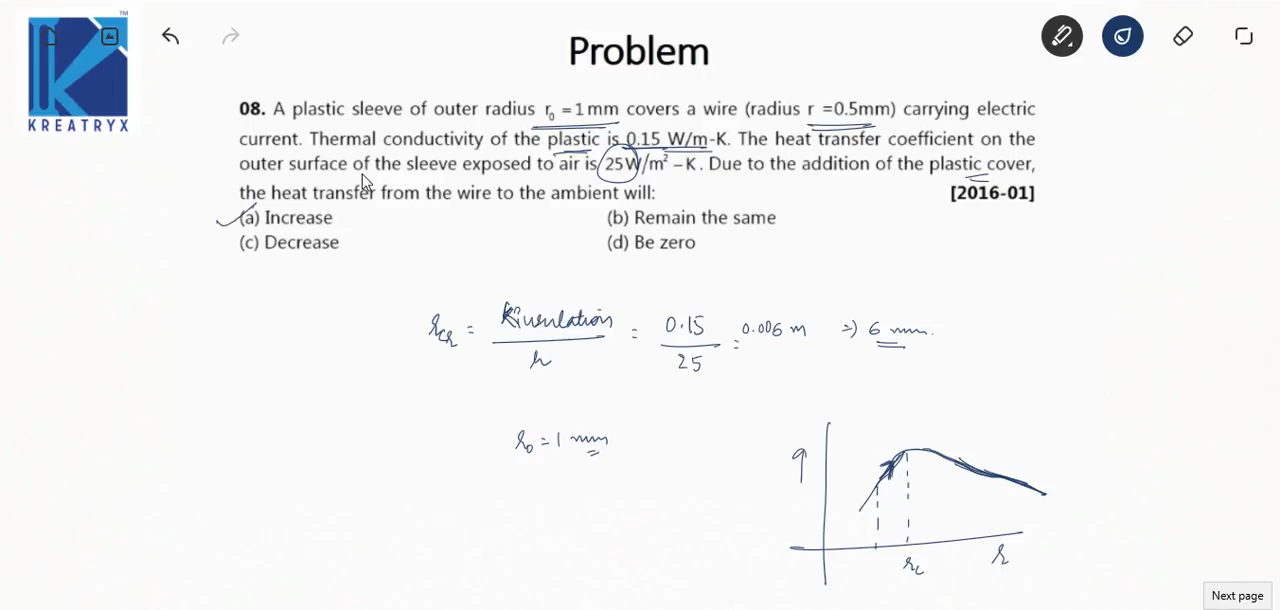 TM
KREATRYX
Problem
08. A plastic sleeve of outer radius r₀ =1mm covers a wire (radius r =0.5mm) carrying electric
current. Thermal conductivity of the plastic is 0.15 W/m-K. The heat transfer coefficient on the
outer surface of the sleeve exposed to air is 25W/m² –K. Due to the addition of the plastic cover,
the heat transfer from the wire to the ambient will: [2016-01]
(a) Increase (b) Remain the same
(c) Decrease (d) Be zero
r_cr = Kinsulation / h = 0.15 / 25 = 0.006 m ⇒ 6 mm.
r₀ = 1 mm
q
r_c
r
Next page